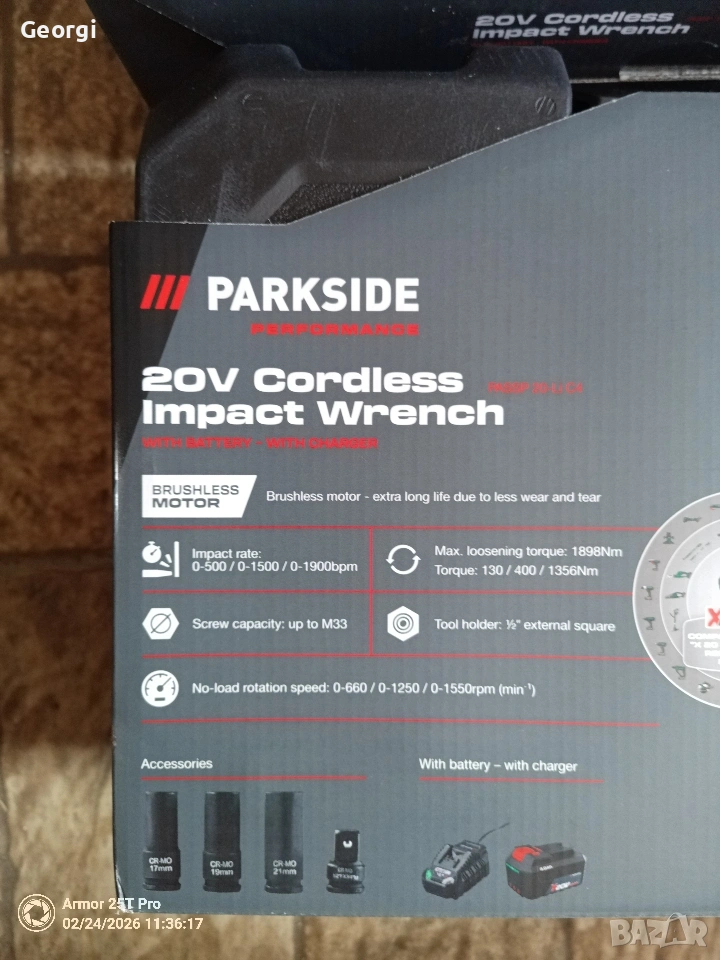 Georgi
20V Cordless
Impact Wrench
PARKSIDE
PERFORMANCE
20V Cordless
Impact Wrench
WITH BATTERY – WITH CHARGER
BRUSHLESS
MOTOR
Brushless motor - extra long life due to less wear and tear
Impact rate:
0-500 / 0-1500 / 0-1900bpm
Max. loosening torque: 1898Nm
Torque: 130 / 400 / 1356Nm
Screw capacity: up to M33
Tool holder: ½" external square
No-load rotation speed: 0-660 / 0-1250 / 0-1550rpm (min⁻¹)
Accessories
With battery – with charger
CR-MO
17mm
CR-MO
19mm
CR-MO
21mm
Armor 25T Pro
02/24/2026 11:36:17
BAZAR